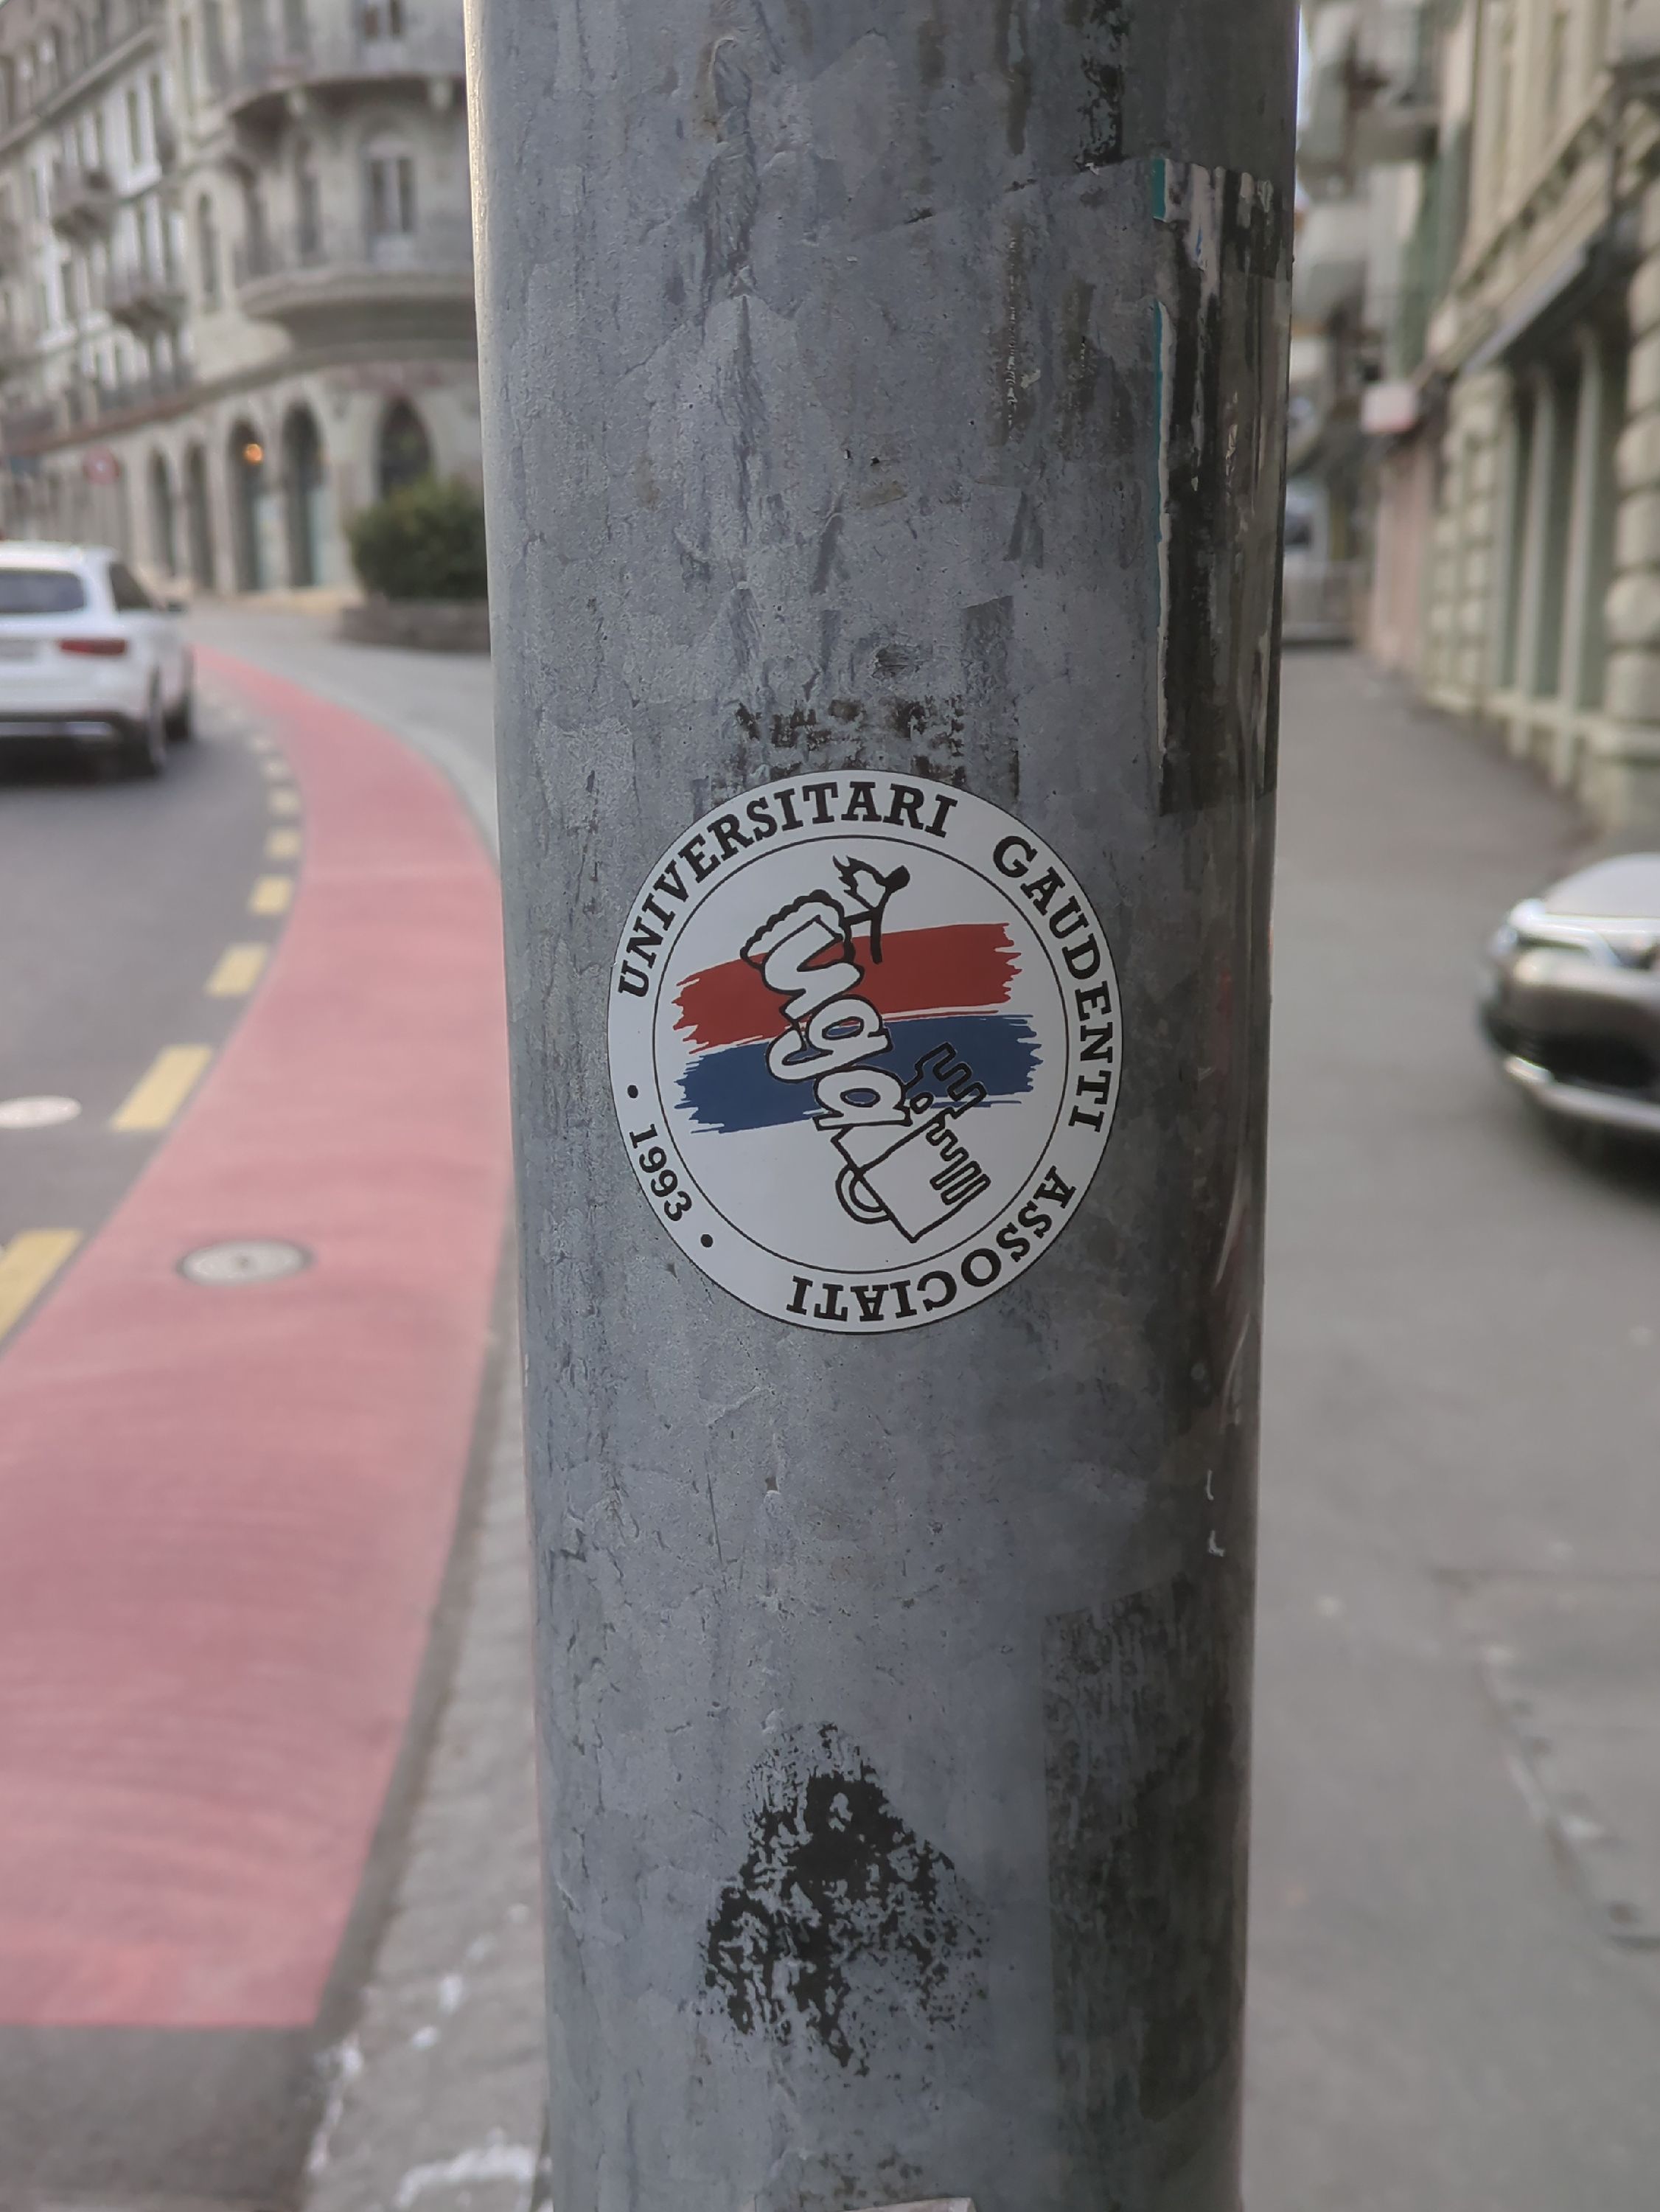 UNIVERSITARI GAUDENTI ASSOCIATI
• 1993 •
uga